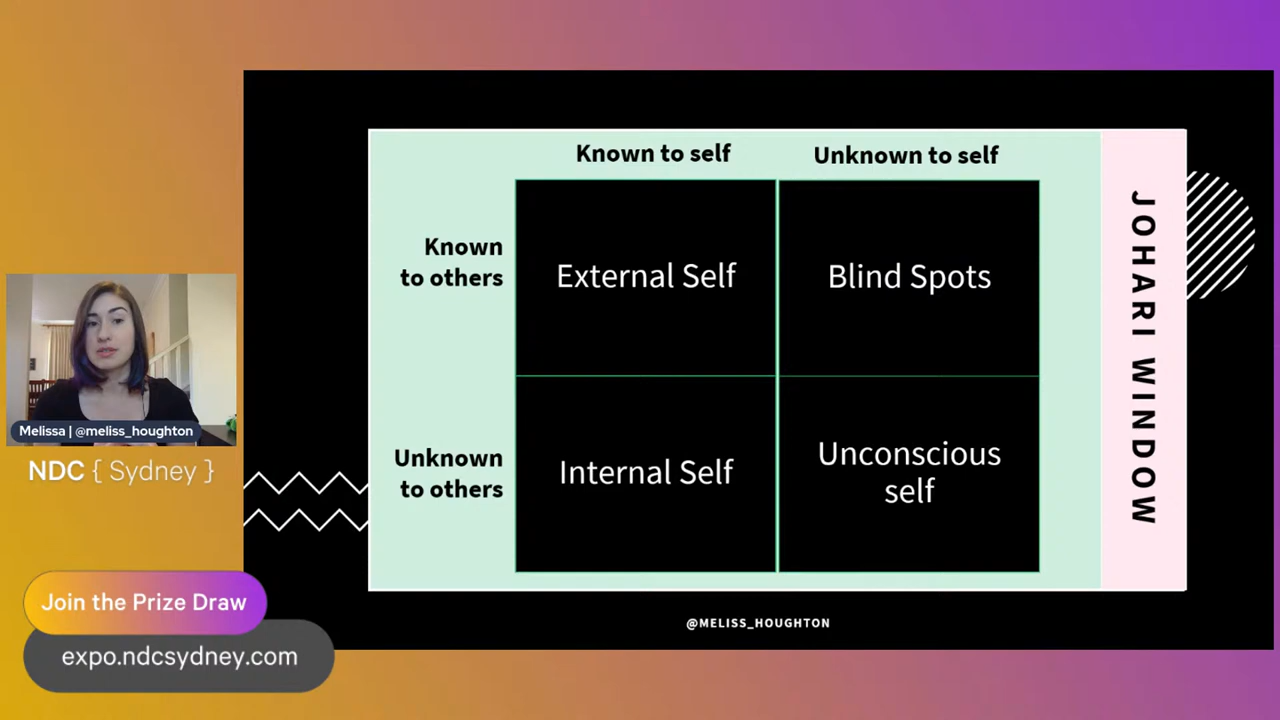 Known to self
Unknown to self
Known
to others
External Self
Blind Spots
Unknown
to others
Internal Self
Unconscious
self
JOHARI WINDOW
@MELISS_HOUGHTON
Melissa | @meliss_houghton
NDC { Sydney }
Join the Prize Draw
expo.ndcsydney.com